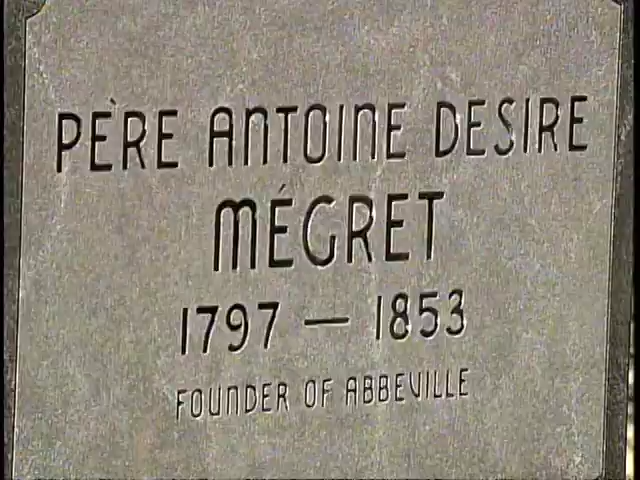 PÈRE ANTOINE DESIRE
MÉGRET
1797 — 1853
FOUNDER OF ABBEVILLE